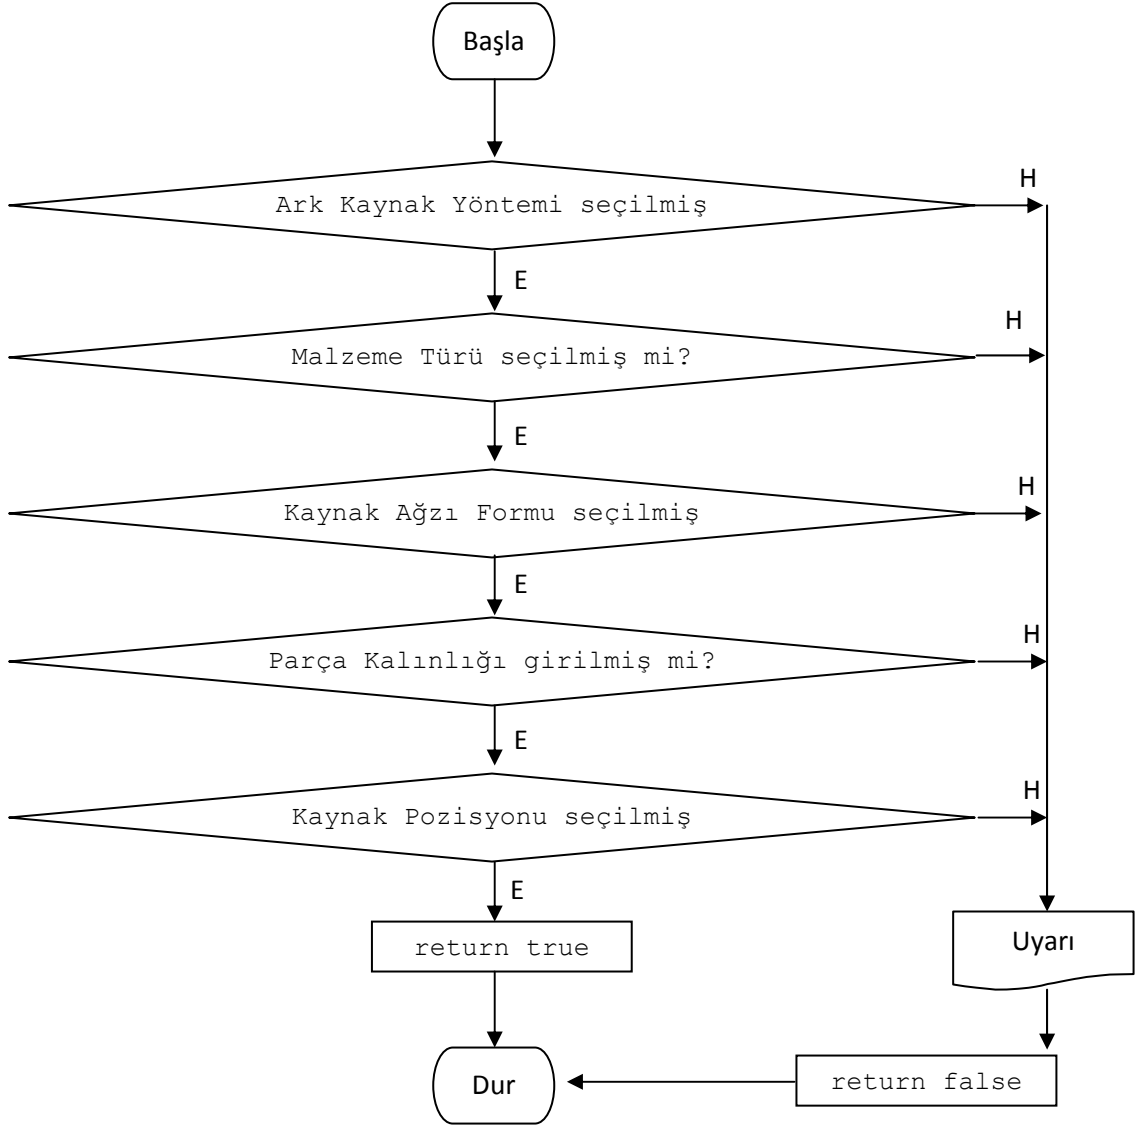 Başla
Ark Kaynak Yöntemi seçilmiş
H
E
Malzeme Türü seçilmiş mi?
H
E
Kaynak Ağzı Formu seçilmiş
H
E
Parça Kalınlığı girilmiş mi?
H
E
Kaynak Pozisyonu seçilmiş
H
E
return true
Uyarı
Dur
return false